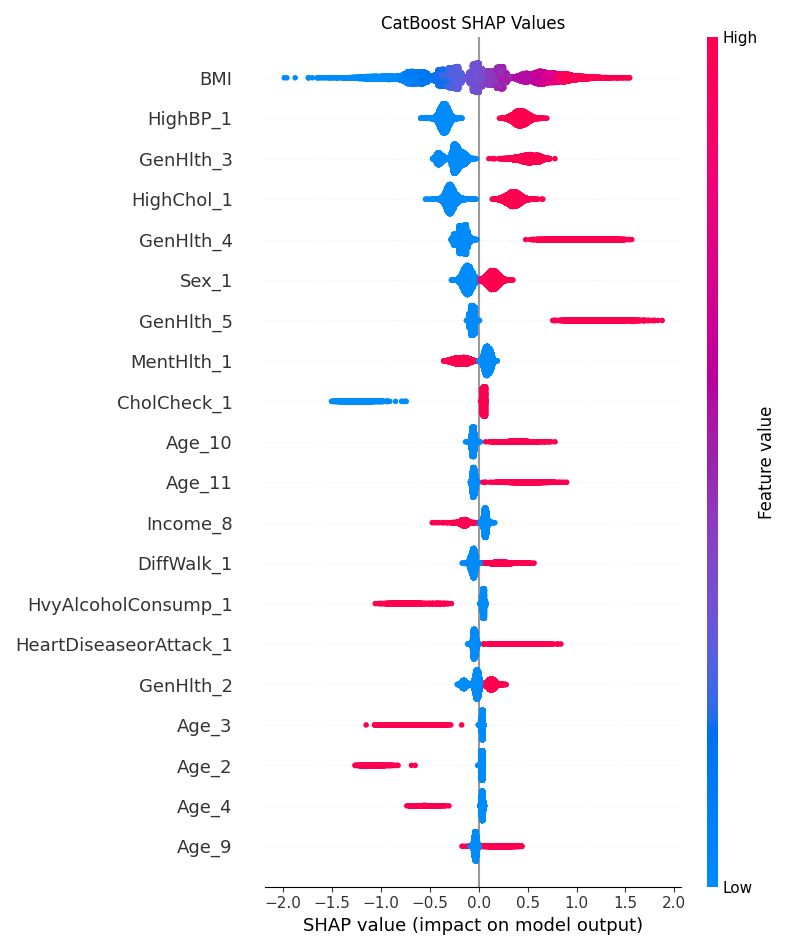 CatBoost SHAP Values
High
BMI
HighBP_1
GenHlth_3
HighChol_1
GenHlth_4
Sex_1
GenHlth_5
MentHlth_1
CholCheck_1
Age_10
Age_11
Income_8
DiffWalk_1
HvyAlcoholConsump_1
HeartDiseaseorAttack_1
GenHlth_2
Age_3
Age_2
Age_4
Age_9
Feature value
Low
−2.0 −1.5 −1.0 −0.5 0.0 0.5 1.0 1.5 2.0
SHAP value (impact on model output)